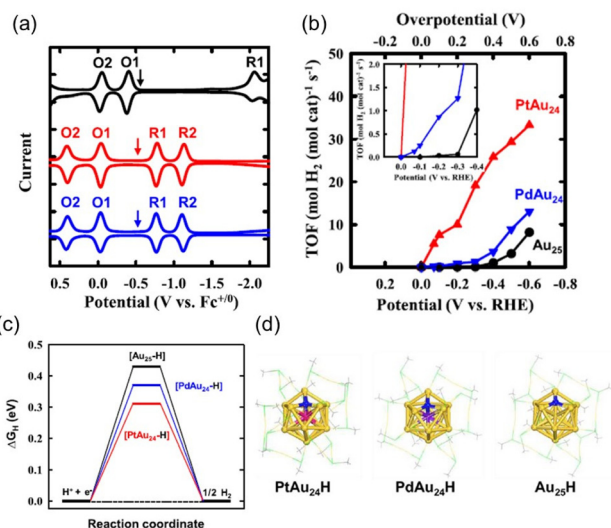 (a)
O2 O1 R1
O2 O1 R1 R2
O2 O1 R1 R2
Current
0.5 0.0 -0.5 -1.0 -1.5 -2.0
Potential (V vs. Fc⁺/⁰)
(b)
Overpotential (V)
0.0 0.2 0.4 0.6
TOF (mol H₂ (mol cat)⁻¹ s⁻¹)
50
40
30
20
10
0
TOF (mol H₂ (mol cat)⁻¹ s⁻¹)
2.0
1.5
1.0
0.5
0.0
0.0 -0.1 -0.2 -0.3 -0.4
Potential (V vs. RHE)
PtAu₂₄
PdAu₂₄
Au₂₅
0.2 0.0 -0.2 -0.4 -0.6 -0.8
Potential (V vs. RHE)
(c)
ΔG_H (eV)
0.5
0.4
0.3
0.2
0.1
0.0
[Au₂₅-H]
[PdAu₂₄-H]
[PtAu₂₄-H]
H⁺ + e⁻
1/2 H₂
Reaction coordinate
(d)
PtAu₂₄H PdAu₂₄H Au₂₅H